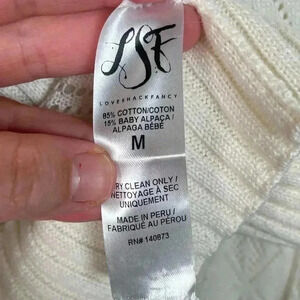 LSF
LOVESHACKFANCY
85% COTTON/COTON
15% BABY ALPACA/
ALPAGA BÉBÉ
M
RY CLEAN ONLY /
NETTOYAGE À SEC
UNIQUEMENT
MADE IN PERU /
FABRIQUÉ AU PÉROU
RN# 140873